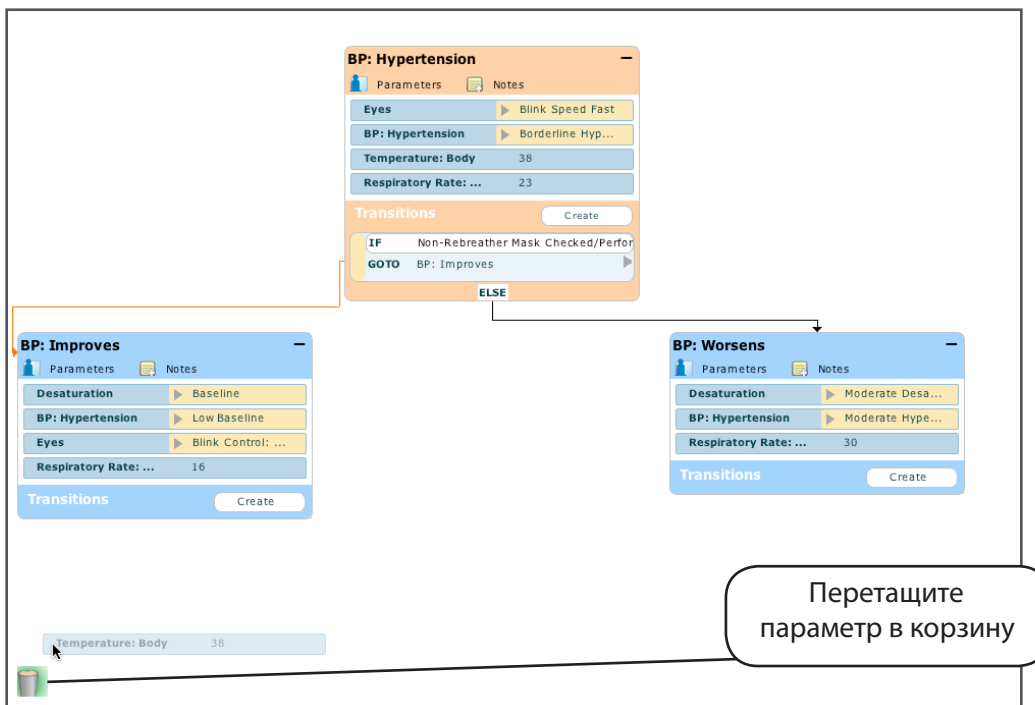 BP: Hypertension
Parameters Notes
Eyes Blink Speed Fast
BP: Hypertension Borderline Hyp...
Temperature: Body 38
Respiratory Rate: ... 23
Transitions Create
IF Non-Rebreather Mask Checked/Perfor
GOTO BP: Improves
ELSE
BP: Improves
Parameters Notes
Desaturation Baseline
BP: Hypertension Low Baseline
Eyes Blink Control: ...
Respiratory Rate: ... 16
Transitions Create
BP: Worsens
Parameters Notes
Desaturation Moderate Desa...
BP: Hypertension Moderate Hype...
Respiratory Rate: ... 30
Transitions Create
Temperature: Body 38
Перетащите
параметр в корзину